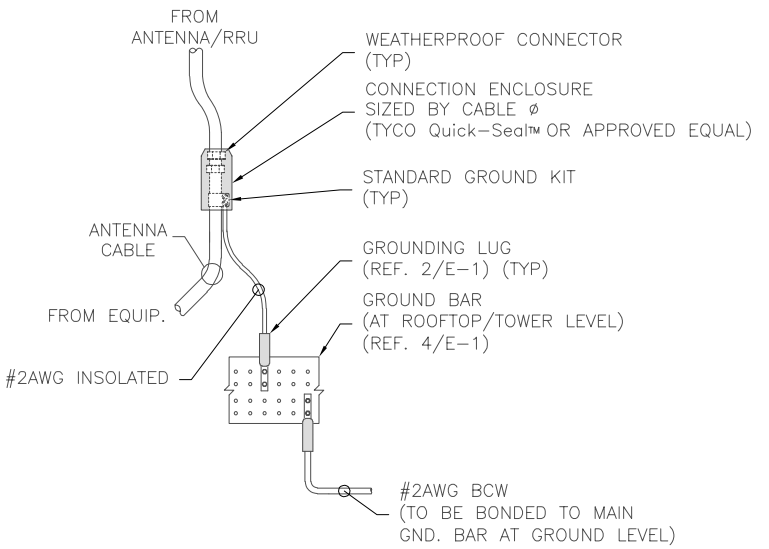 FROM
ANTENNA/RRU
WEATHERPROOF CONNECTOR
(TYP)
CONNECTION ENCLOSURE
SIZED BY CABLE ø
(TYCO Quick-Seal™ OR APPROVED EQUAL)
STANDARD GROUND KIT
(TYP)
ANTENNA
CABLE
GROUNDING LUG
(REF. 2/E-1) (TYP)
GROUND BAR
(AT ROOFTOP/TOWER LEVEL)
(REF. 4/E-1)
FROM EQUIP.
#2AWG INSOLATED
#2AWG BCW
(TO BE BONDED TO MAIN
GND. BAR AT GROUND LEVEL)